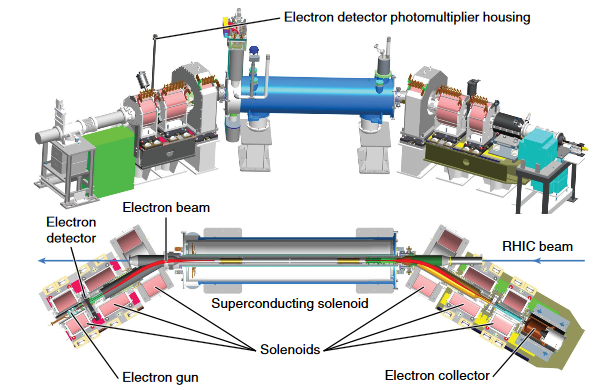 Electron detector photomultiplier housing
Electron beam
Electron
detector
RHIC beam
Superconducting solenoid
Solenoids
Electron gun
Electron collector